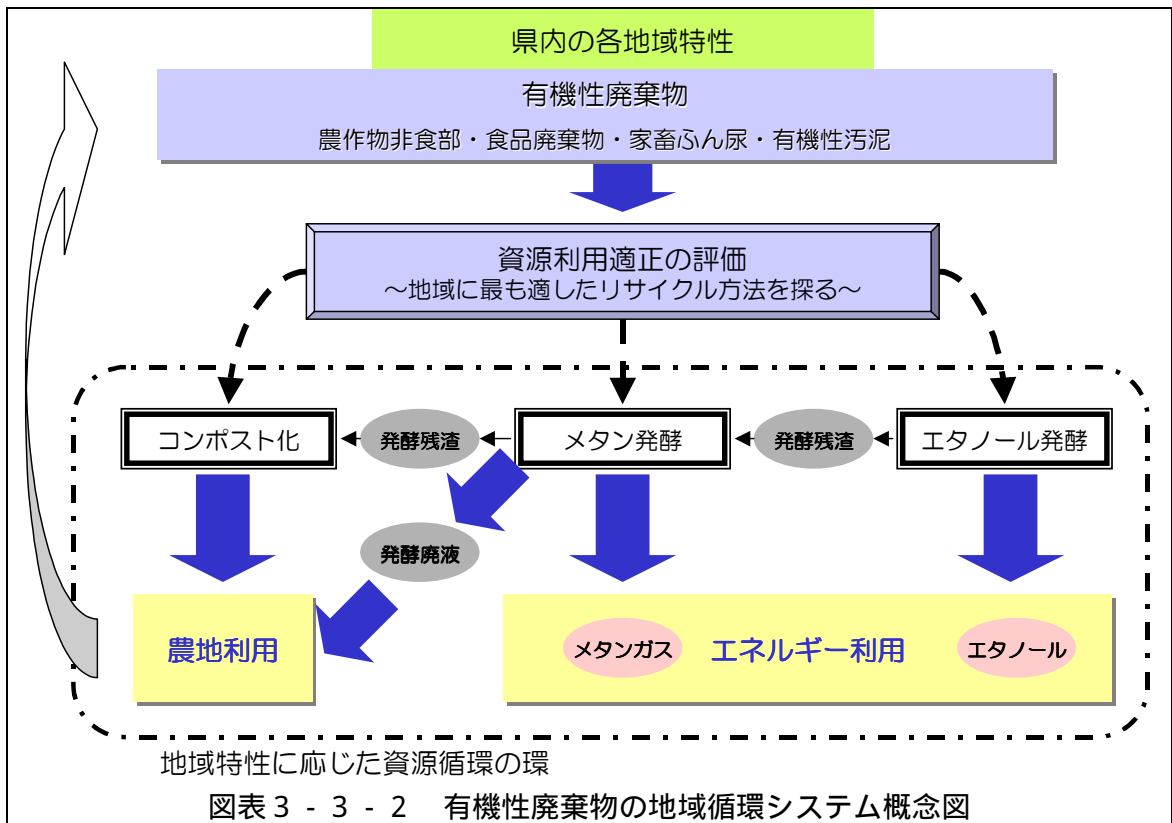 県内の各地域特性
有機性廃棄物
農作物非食部・食品廃棄物・家畜ふん尿・有機性汚泥
資源利用適正の評価
～地域に最も適したリサイクル方法を探る～
コンポスト化
発酵残渣
メタン発酵
発酵残渣
エタノール発酵
発酵廃液
農地利用
メタンガス
エネルギー利用
エタノール
地域特性に応じた資源循環の環
図表３－３－２　有機性廃棄物の地域循環システム概念図